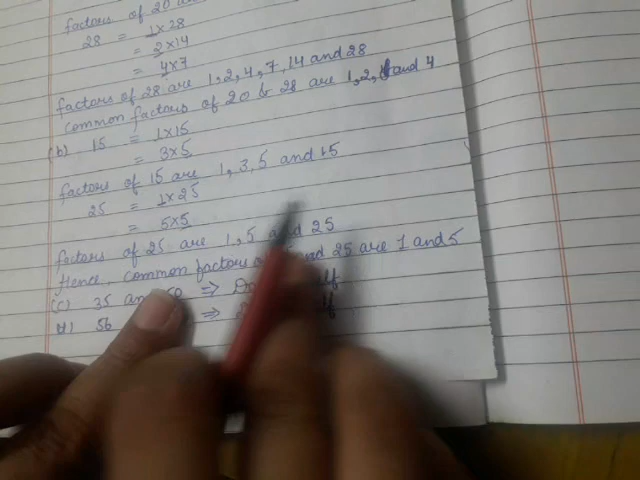 factors of 20 
28 = 1×28
= 2×14
= 4×7
factors of 28 are 1, 2, 4, 7, 14 and 28
Common factors of 20 & 28 are 1, 2, and 4
(b) 15 = 1×15
= 3×5
factors of 15 are 1, 3, 5 and 15
25 = 1×25
= 5×5
factors of 25 are 1, 5 and 25
Hence, common factors 25 are 1 and 5
(c) 35 and 50 ⇒
(d) 56 ⇒